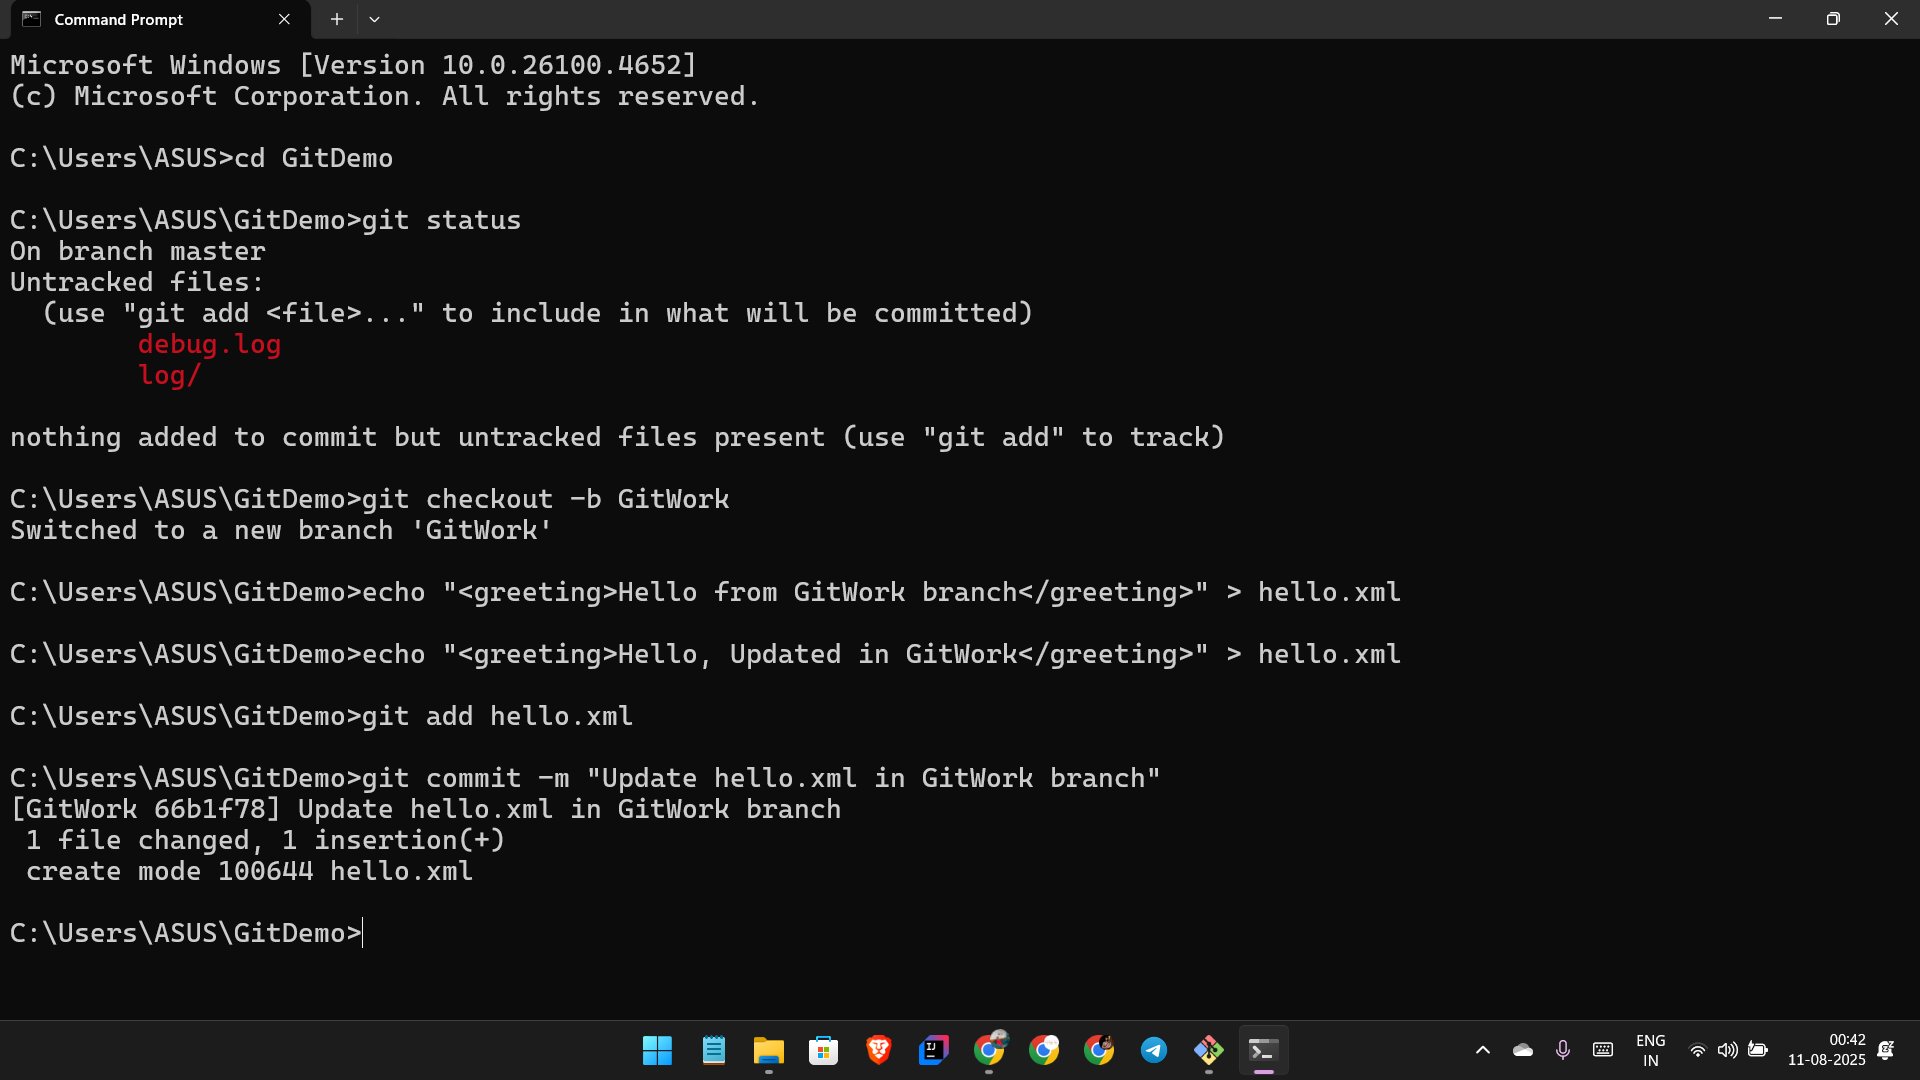 Command Prompt
Microsoft Windows [Version 10.0.26100.4652]
(c) Microsoft Corporation. All rights reserved.
C:\Users\ASUS>cd GitDemo
C:\Users\ASUS\GitDemo>git status
On branch master
Untracked files:
  (use "git add <file>..." to include in what will be committed)
        debug.log
        log/
nothing added to commit but untracked files present (use "git add" to track)
C:\Users\ASUS\GitDemo>git checkout -b GitWork
Switched to a new branch 'GitWork'
C:\Users\ASUS\GitDemo>echo "<greeting>Hello from GitWork branch</greeting>" > hello.xml
C:\Users\ASUS\GitDemo>echo "<greeting>Hello, Updated in GitWork</greeting>" > hello.xml
C:\Users\ASUS\GitDemo>git add hello.xml
C:\Users\ASUS\GitDemo>git commit -m "Update hello.xml in GitWork branch"
[GitWork 66b1f78] Update hello.xml in GitWork branch
 1 file changed, 1 insertion(+)
 create mode 100644 hello.xml
C:\Users\ASUS\GitDemo>
IJ
ENG
IN
00:42
11-08-2025